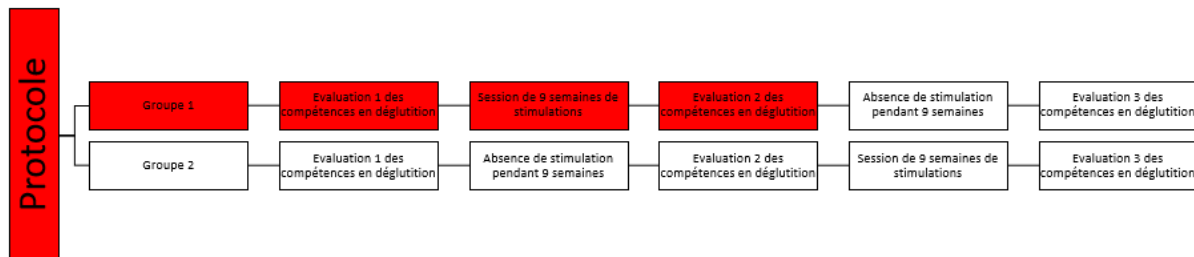 Protocole
Groupe 1
Evaluation 1 des
compétences en déglutition
Session de 9 semaines de
stimulations
Evaluation 2 des
compétences en déglutition
Absence de stimulation
pendant 9 semaines
Evaluation 3 des
compétences en déglutition
Groupe 2
Evaluation 1 des
compétences en déglutition
Absence de stimulation
pendant 9 semaines
Evaluation 2 des
compétences en déglutition
Session de 9 semaines de
stimulations
Evaluation 3 des
compétences en déglutition